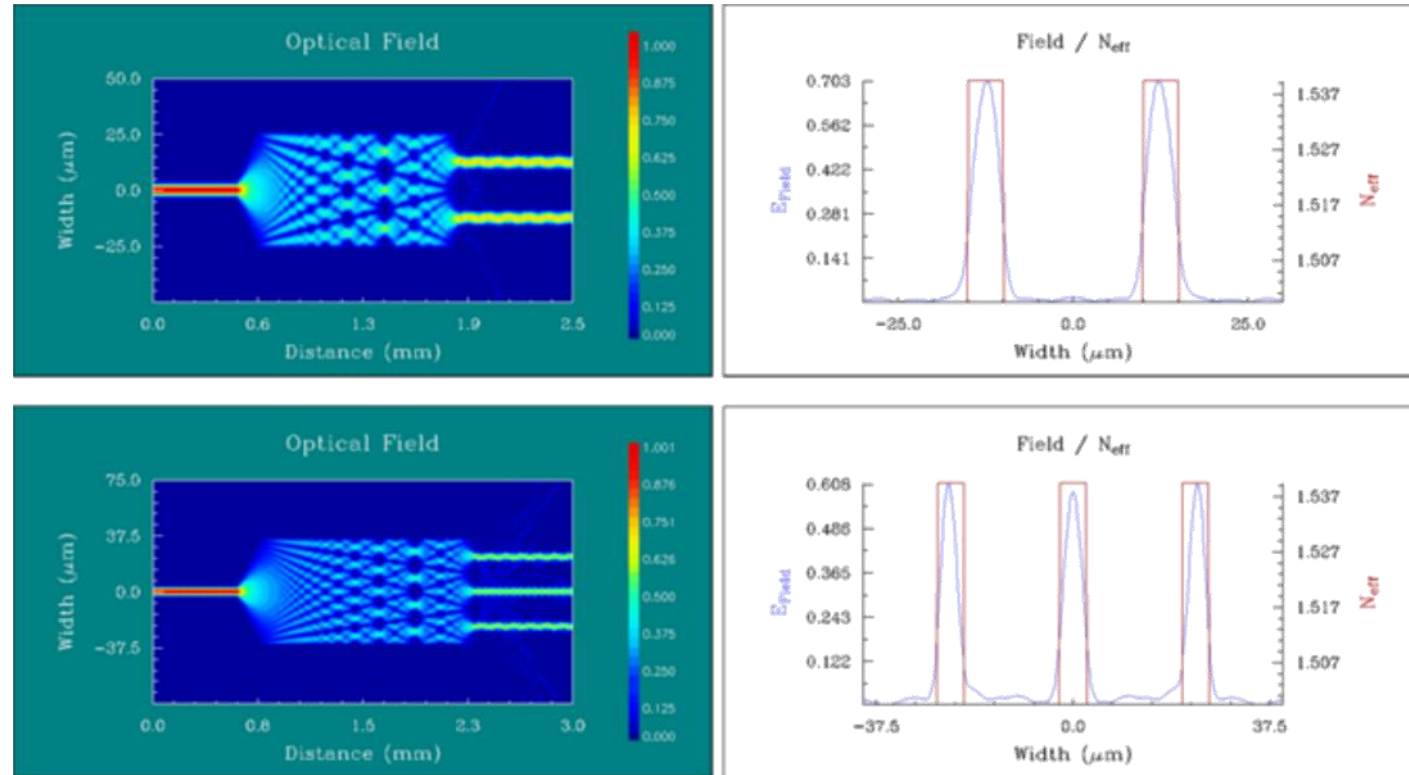 Optical Field
Width (μm)
50.0
25.0
0.0
−25.0
0.0 0.6 1.3 1.9 2.5
Distance (mm)
1.000
0.875
0.750
0.625
0.500
0.375
0.250
0.125
0.000
Field / Neff
EField
0.703
0.562
0.422
0.281
0.141
−25.0 0.0 25.0
Width (μm)
1.537
1.527
1.517
1.507
Neff
Optical Field
Width (μm)
75.0
37.5
0.0
−37.5
0.0 0.8 1.5 2.3 3.0
Distance (mm)
1.001
0.876
0.751
0.626
0.500
0.375
0.250
0.125
0.000
Field / Neff
EField
0.608
0.486
0.365
0.243
0.122
−37.5 0.0 37.5
Width (μm)
1.537
1.527
1.517
1.507
Neff